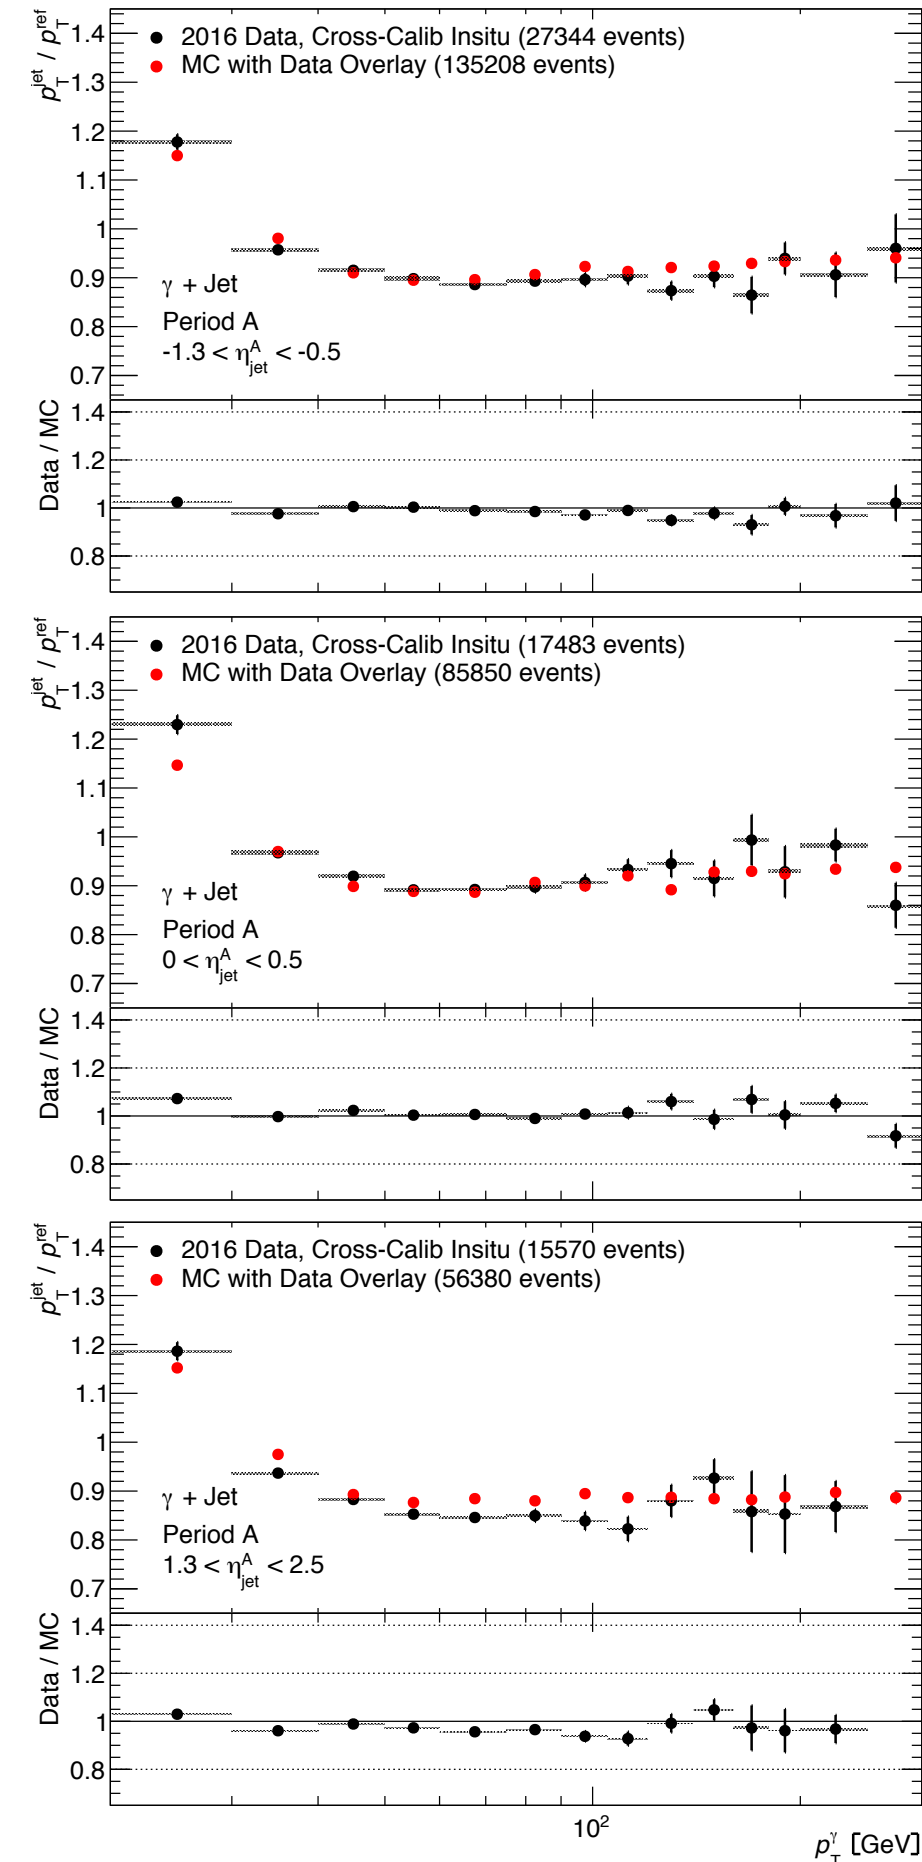 1.4
2016 Data, Cross-Calib Insitu (27344 events)
MC with Data Overlay (135208 events)
p_T^jet / p_T^ref
1.3
1.2
1.1
1
0.9
0.8
0.7
γ + Jet
Period A
-1.3 < η_jet^A < -0.5
Data / MC
1.4
1.2
1
0.8
1.4
2016 Data, Cross-Calib Insitu (17483 events)
MC with Data Overlay (85850 events)
p_T^jet / p_T^ref
1.3
1.2
1.1
1
0.9
0.8
0.7
γ + Jet
Period A
0 < η_jet^A < 0.5
Data / MC
1.4
1.2
1
0.8
1.4
2016 Data, Cross-Calib Insitu (15570 events)
MC with Data Overlay (56380 events)
p_T^jet / p_T^ref
1.3
1.2
1.1
1
0.9
0.8
0.7
γ + Jet
Period A
1.3 < η_jet^A < 2.5
Data / MC
1.4
1.2
1
0.8
10²
p_T^γ [GeV]